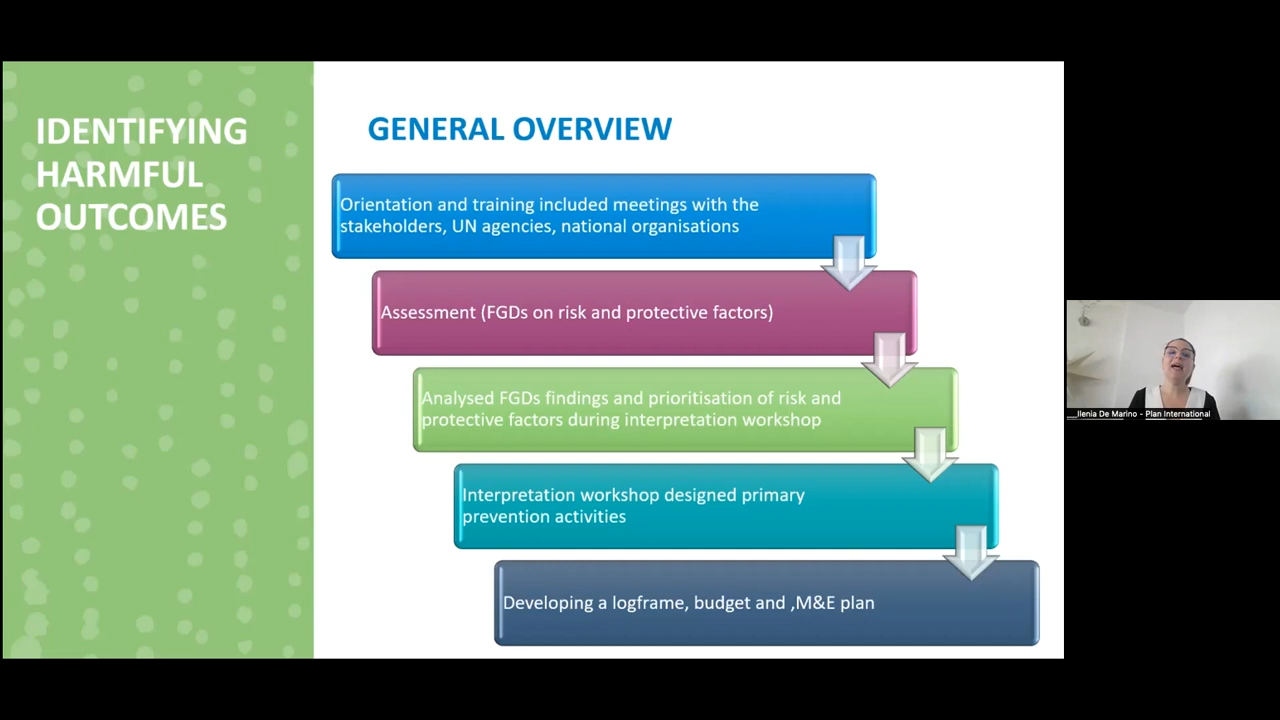 IDENTIFYING
HARMFUL
OUTCOMES
GENERAL OVERVIEW
Orientation and training included meetings with the
stakeholders, UN agencies, national organisations
Assessment (FGDs on risk and protective factors)
Analysed FGDs findings and prioritisation of risk and
protective factors during interpretation workshop
Interpretation workshop designed primary
prevention activities
Developing a logframe, budget and ,M&E plan
Ilenia De Marino - Plan International